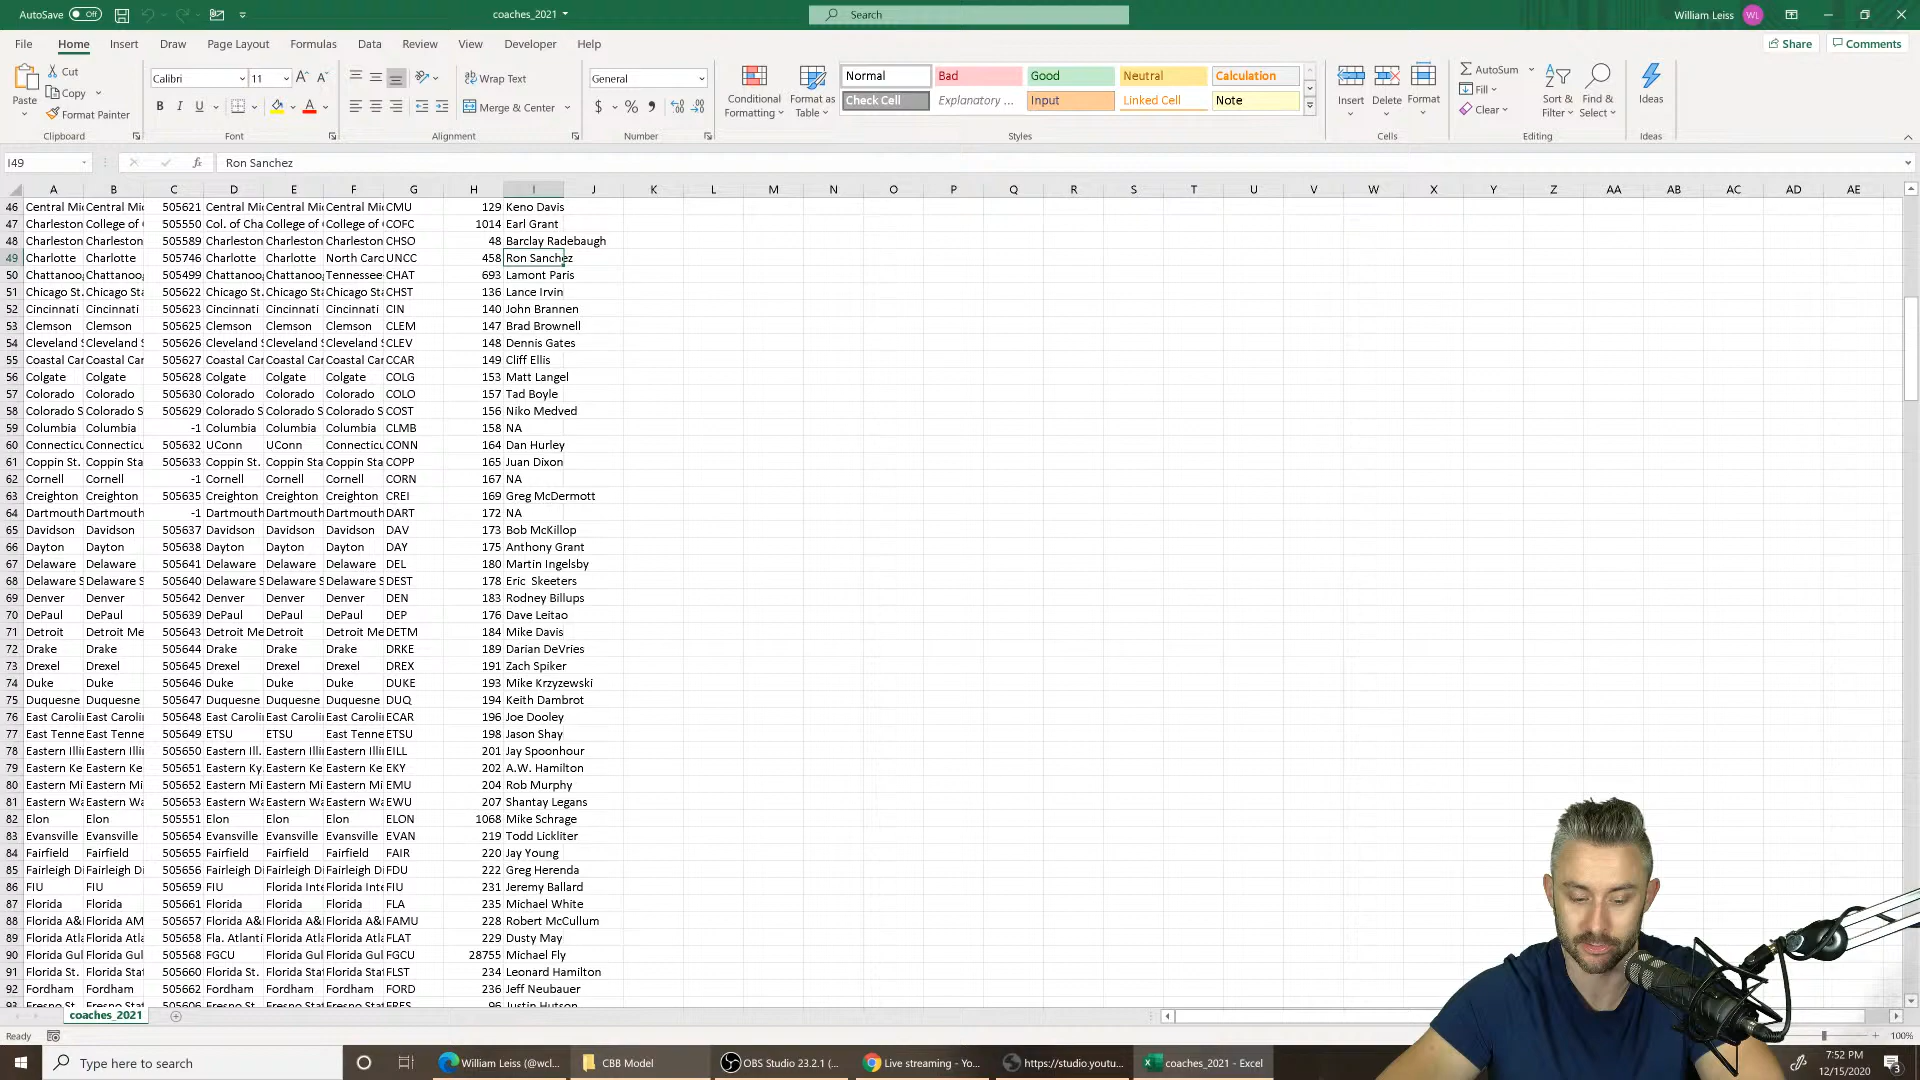 AutoSave Off coaches_2021 Search William Leiss WL
File Home Insert Draw Page Layout Formulas Data Review View Developer Help Share Comments
Cut Calibri 11 Wrap Text General Normal Bad Good Neutral Calculation AutoSum
Paste Copy Format Painter Merge & Center Conditional Formatting Format as Table Check Cell Explanatory ... Input Linked Cell Note Insert Delete Format Fill Clear Sort & Filter Find & Select Ideas
Clipboard Font Alignment Number Styles Cells Editing Ideas
I49 fx Ron Sanchez
A B C D E F G H I J K L M N O P Q R S T U V W X Y Z AA AB AC AD AE
46 Central Mic Central Mic 505621 Central Mic Central Mic Central Mic CMU 129 Keno Davis
47 Charleston College of ( 505550 Col. of Cha College of ( College of ( COFC 1014 Earl Grant
48 Charleston Charleston 505589 Charleston Charleston Charleston CHSO 48 Barclay Radebaugh
49 Charlotte Charlotte 505746 Charlotte Charlotte North Carc UNCC 458 Ron Sanchez
50 Chattanoog Chattanoog 505499 Chattanoog Chattanoog Tennessee CHAT 693 Lamont Paris
51 Chicago St. Chicago Sta 505622 Chicago St. Chicago Sta Chicago Sta CHST 136 Lance Irvin
52 Cincinnati Cincinnati 505623 Cincinnati Cincinnati Cincinnati CIN 140 John Brannen
53 Clemson Clemson 505625 Clemson Clemson Clemson CLEM 147 Brad Brownell
54 Cleveland S Cleveland S 505626 Cleveland S Cleveland S Cleveland S CLEV 148 Dennis Gates
55 Coastal Car Coastal Car 505627 Coastal Car Coastal Car Coastal Car CCAR 149 Cliff Ellis
56 Colgate Colgate 505628 Colgate Colgate Colgate COLG 153 Matt Langel
57 Colorado Colorado 505630 Colorado Colorado Colorado COLO 157 Tad Boyle
58 Colorado S Colorado S 505629 Colorado S Colorado S Colorado S COST 156 Niko Medved
59 Columbia Columbia -1 Columbia Columbia Columbia CLMB 158 NA
60 Connecticu Connecticu 505632 UConn UConn Connecticu CONN 164 Dan Hurley
61 Coppin St. Coppin Sta 505633 Coppin St. Coppin Sta Coppin Sta COPP 165 Juan Dixon
62 Cornell Cornell -1 Cornell Cornell Cornell CORN 167 NA
63 Creighton Creighton 505635 Creighton Creighton Creighton CREI 169 Greg McDermott
64 Dartmouth Dartmouth -1 Dartmouth Dartmouth Dartmouth DART 172 NA
65 Davidson Davidson 505637 Davidson Davidson Davidson DAV 173 Bob McKillop
66 Dayton Dayton 505638 Dayton Dayton Dayton DAY 175 Anthony Grant
67 Delaware Delaware 505641 Delaware Delaware Delaware DEL 180 Martin Ingelsby
68 Delaware S Delaware S 505640 Delaware S Delaware S Delaware S DEST 178 Eric  Skeeters
69 Denver Denver 505642 Denver Denver Denver DEN 183 Rodney Billups
70 DePaul DePaul 505639 DePaul DePaul DePaul DEP 176 Dave Leitao
71 Detroit Detroit Me 505643 Detroit Me Detroit Detroit Me DETM 184 Mike Davis
72 Drake Drake 505644 Drake Drake Drake DRKE 189 Darian DeVries
73 Drexel Drexel 505645 Drexel Drexel Drexel DREX 191 Zach Spiker
74 Duke Duke 505646 Duke Duke Duke DUKE 193 Mike Krzyzewski
75 Duquesne Duquesne 505647 Duquesne Duquesne Duquesne DUQ 194 Keith Dambrot
76 East Carolii East Carolii 505648 East Carolii East Carolii East Carolii ECAR 196 Joe Dooley
77 East Tenne East Tenne 505649 ETSU ETSU East Tenne ETSU 198 Jason Shay
78 Eastern Illi Eastern Illi 505650 Eastern Ill. Eastern Illi Eastern Illi EILL 201 Jay Spoonhour
79 Eastern Ke Eastern Ke 505651 Eastern Ky. Eastern Ke Eastern Ke EKY 202 A.W. Hamilton
80 Eastern Mi Eastern Mi 505652 Eastern Mi Eastern Mi Eastern Mi EMU 204 Rob Murphy
81 Eastern Wa Eastern Wa 505653 Eastern Wa Eastern Wa Eastern Wa EWU 207 Shantay Legans
82 Elon Elon 505551 Elon Elon Elon ELON 1068 Mike Schrage
83 Evansville Evansville 505654 Evansville Evansville Evansville EVAN 219 Todd Lickliter
84 Fairfield Fairfield 505655 Fairfield Fairfield Fairfield FAIR 220 Jay Young
85 Fairleigh Di Fairleigh Di 505656 Fairleigh Di Fairleigh Di Fairleigh Di FDU 222 Greg Herenda
86 FIU FIU 505659 FIU Florida Inte Florida Inte FIU 231 Jeremy Ballard
87 Florida Florida 505661 Florida Florida Florida FLA 235 Michael White
88 Florida A& Florida AM 505657 Florida A& Florida A& Florida A& FAMU 228 Robert McCullum
89 Florida Atla Florida Atla 505658 Fla. Atlanti Florida Atla Florida Atla FLAT 229 Dusty May
90 Florida Gul Florida Gul 505568 FGCU Florida Gul Florida Gul FGCU 28755 Michael Fly
91 Florida St. Florida Stat 505660 Florida St. Florida Stat Florida Stat FLST 234 Leonard Hamilton
92 Fordham Fordham 505662 Fordham Fordham Fordham FORD 236 Jeff Neubauer
93 Fresno St. Fresno Stat 505606 Fresno St. Fresno Stat Fresno Stat FRES 96 Justin Hutson
coaches_2021
Ready 100%
Type here to search William Leiss (@wcl... CBB Model OBS Studio 23.2.1 (... Live streaming - Yo... https://studio.youtu... coaches_2021 - Excel 7:52 PM
12/15/2020 3